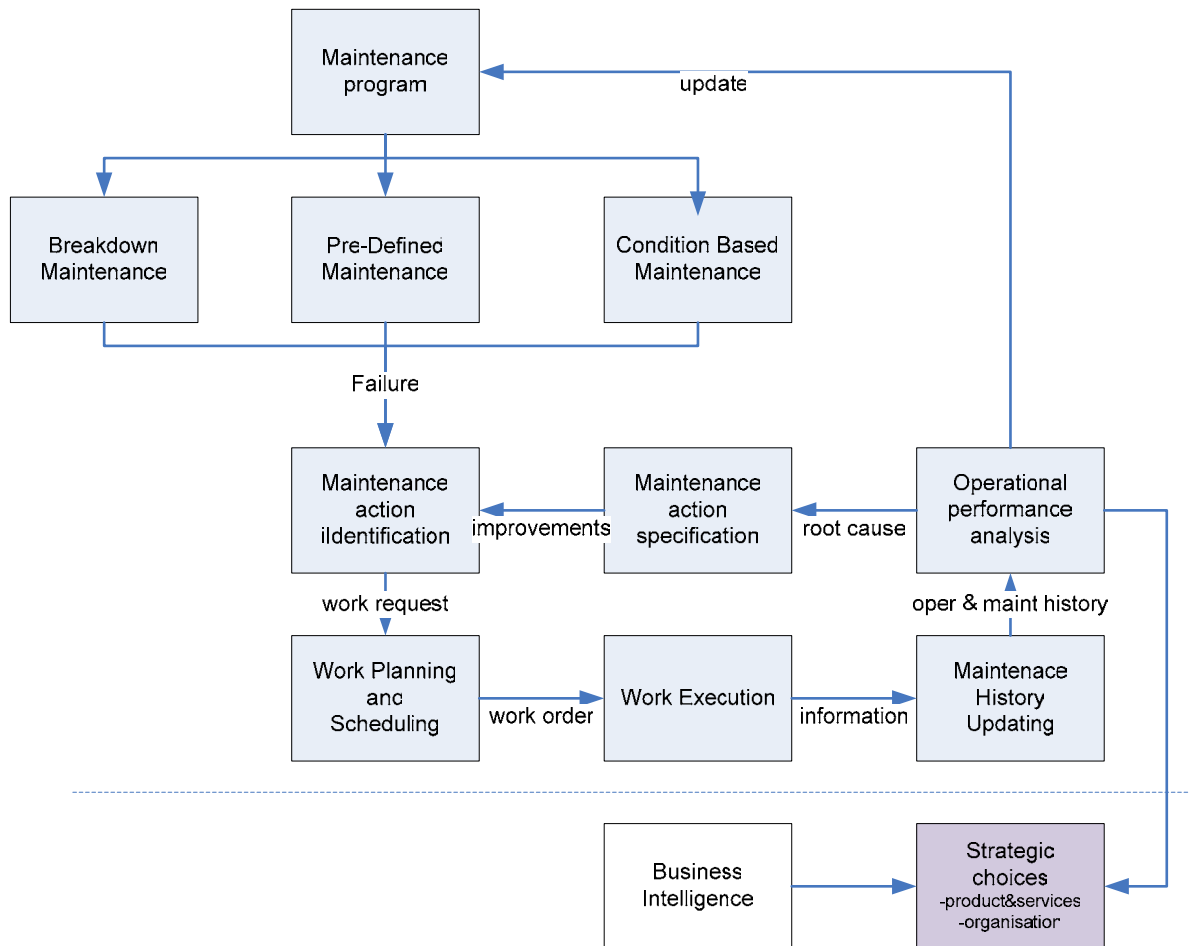 Maintenance
program
update
Breakdown
Maintenance
Pre-Defined
Maintenance
Condition Based
Maintenance
Failure
Maintenance
action
iIdentification
improvements
Maintenance
action
specification
root cause
Operational
performance
analysis
work request
oper & maint history
Work Planning
and
Scheduling
work order
Work Execution
information
Maintenace
History
Updating
Business
Intelligence
Strategic
choices
-product&services
-organisation